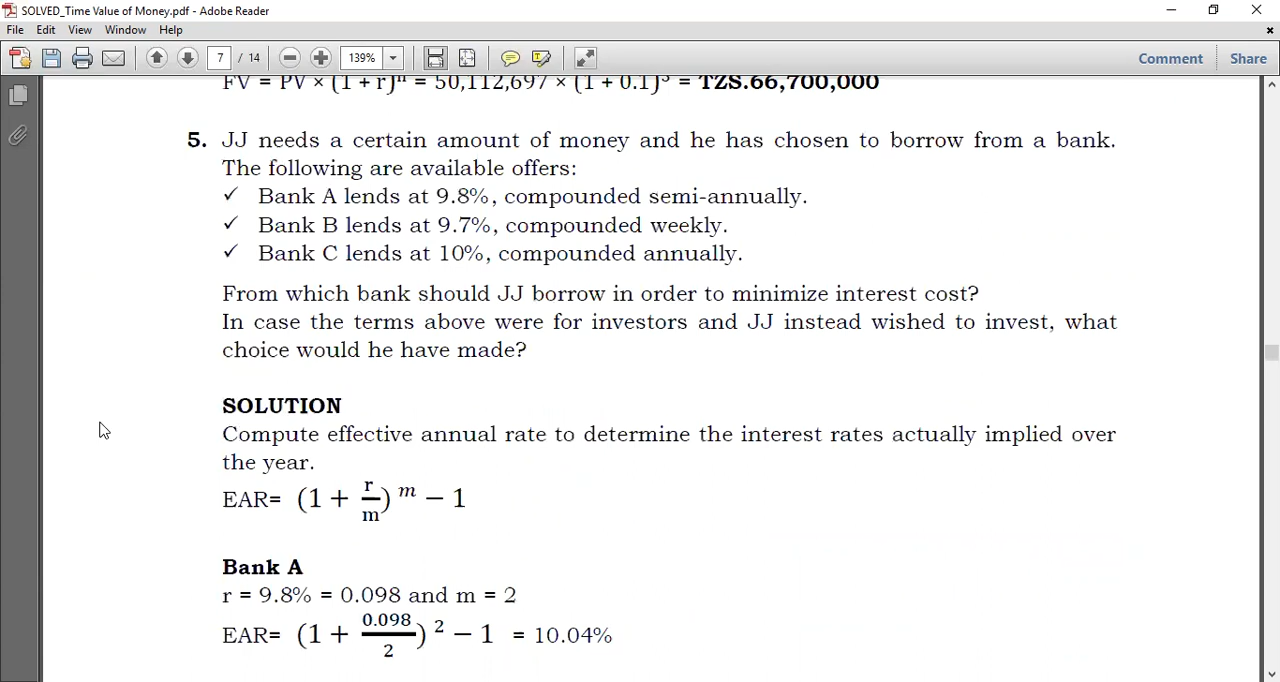 SOLVED_Time Value of Money.pdf - Adobe Reader
File Edit View Window Help
7 / 14 139% Comment Share
FV = PV × (1 + r)ⁿ = 50,112,697 × (1 + 0.1)³ = TZS.66,700,000
5. JJ needs a certain amount of money and he has chosen to borrow from a bank.
The following are available offers:
✓ Bank A lends at 9.8%, compounded semi-annually.
✓ Bank B lends at 9.7%, compounded weekly.
✓ Bank C lends at 10%, compounded annually.
From which bank should JJ borrow in order to minimize interest cost?
In case the terms above were for investors and JJ instead wished to invest, what
choice would he have made?
SOLUTION
Compute effective annual rate to determine the interest rates actually implied over
the year.
EAR= (1 + r/m)^m − 1
Bank A
r = 9.8% = 0.098 and m = 2
EAR= (1 + 0.098/2)² − 1 = 10.04%